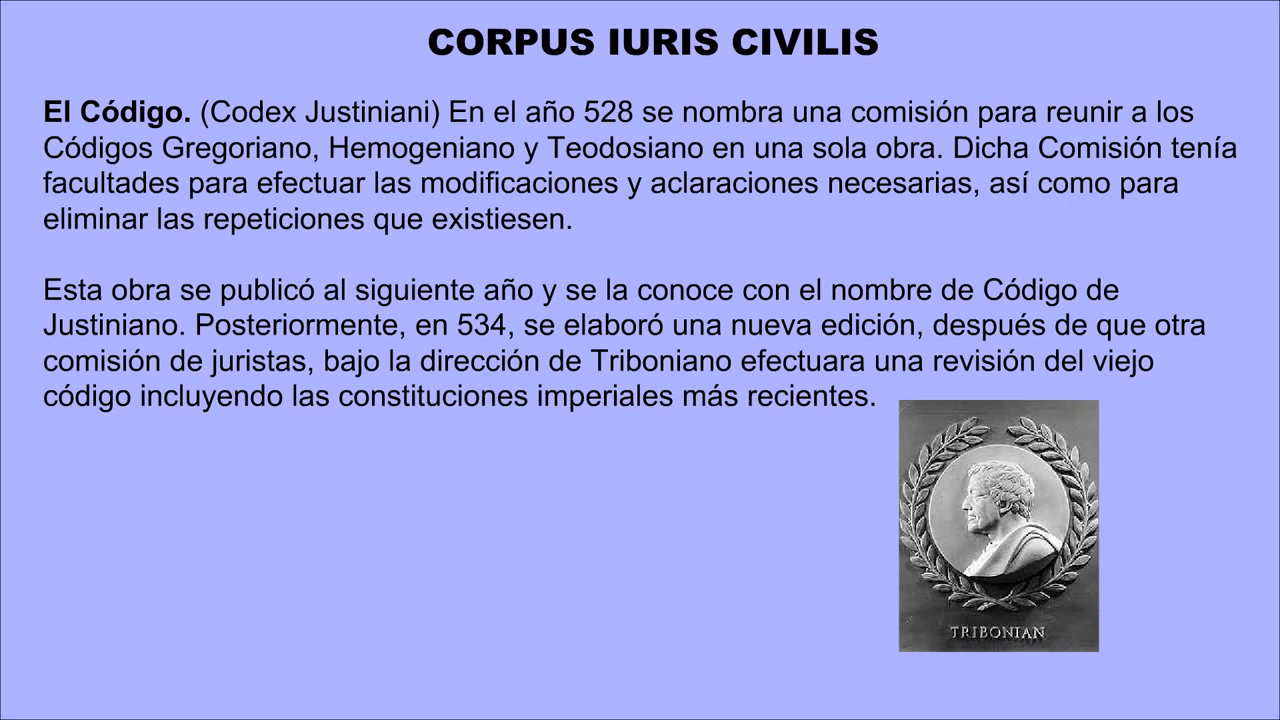 CORPUS IURIS CIVILIS
El Código. (Codex Justiniani) En el año 528 se nombra una comisión para reunir a los
Códigos Gregoriano, Hemogeniano y Teodosiano en una sola obra. Dicha Comisión tenía
facultades para efectuar las modificaciones y aclaraciones necesarias, así como para
eliminar las repeticiones que existiesen.
Esta obra se publicó al siguiente año y se la conoce con el nombre de Código de
Justiniano. Posteriormente, en 534, se elaboró una nueva edición, después de que otra
comisión de juristas, bajo la dirección de Triboniano efectuara una revisión del viejo
código incluyendo las constituciones imperiales más recientes.
TRIBONIAN